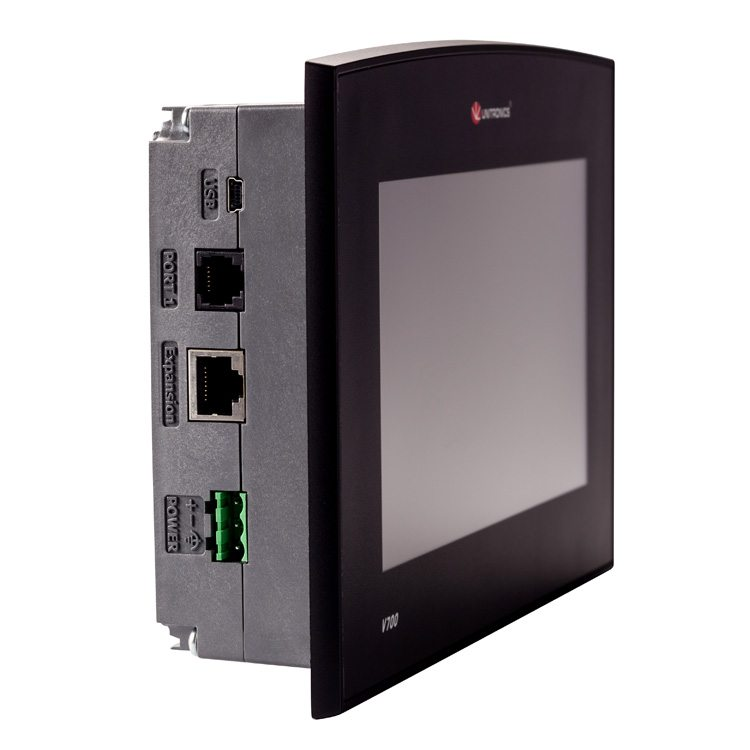 UNITRONICS
USB
PORT 1
Expansion
+ -
POWER
V700